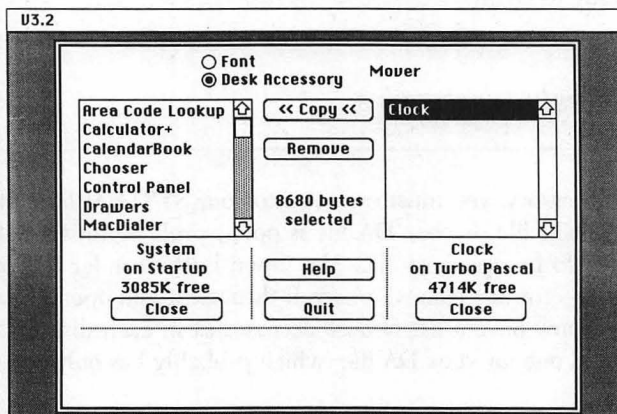 V3.2
Font
Desk Accessory
Mover
Area Code Lookup
Calculator+
CalendarBook
Chooser
Control Panel
Drawers
MacDialer
<< Copy <<
Remove
8680 bytes
selected
Clock
System
on Startup
3085K free
Close
Help
Quit
Clock
on Turbo Pascal
4714K free
Close